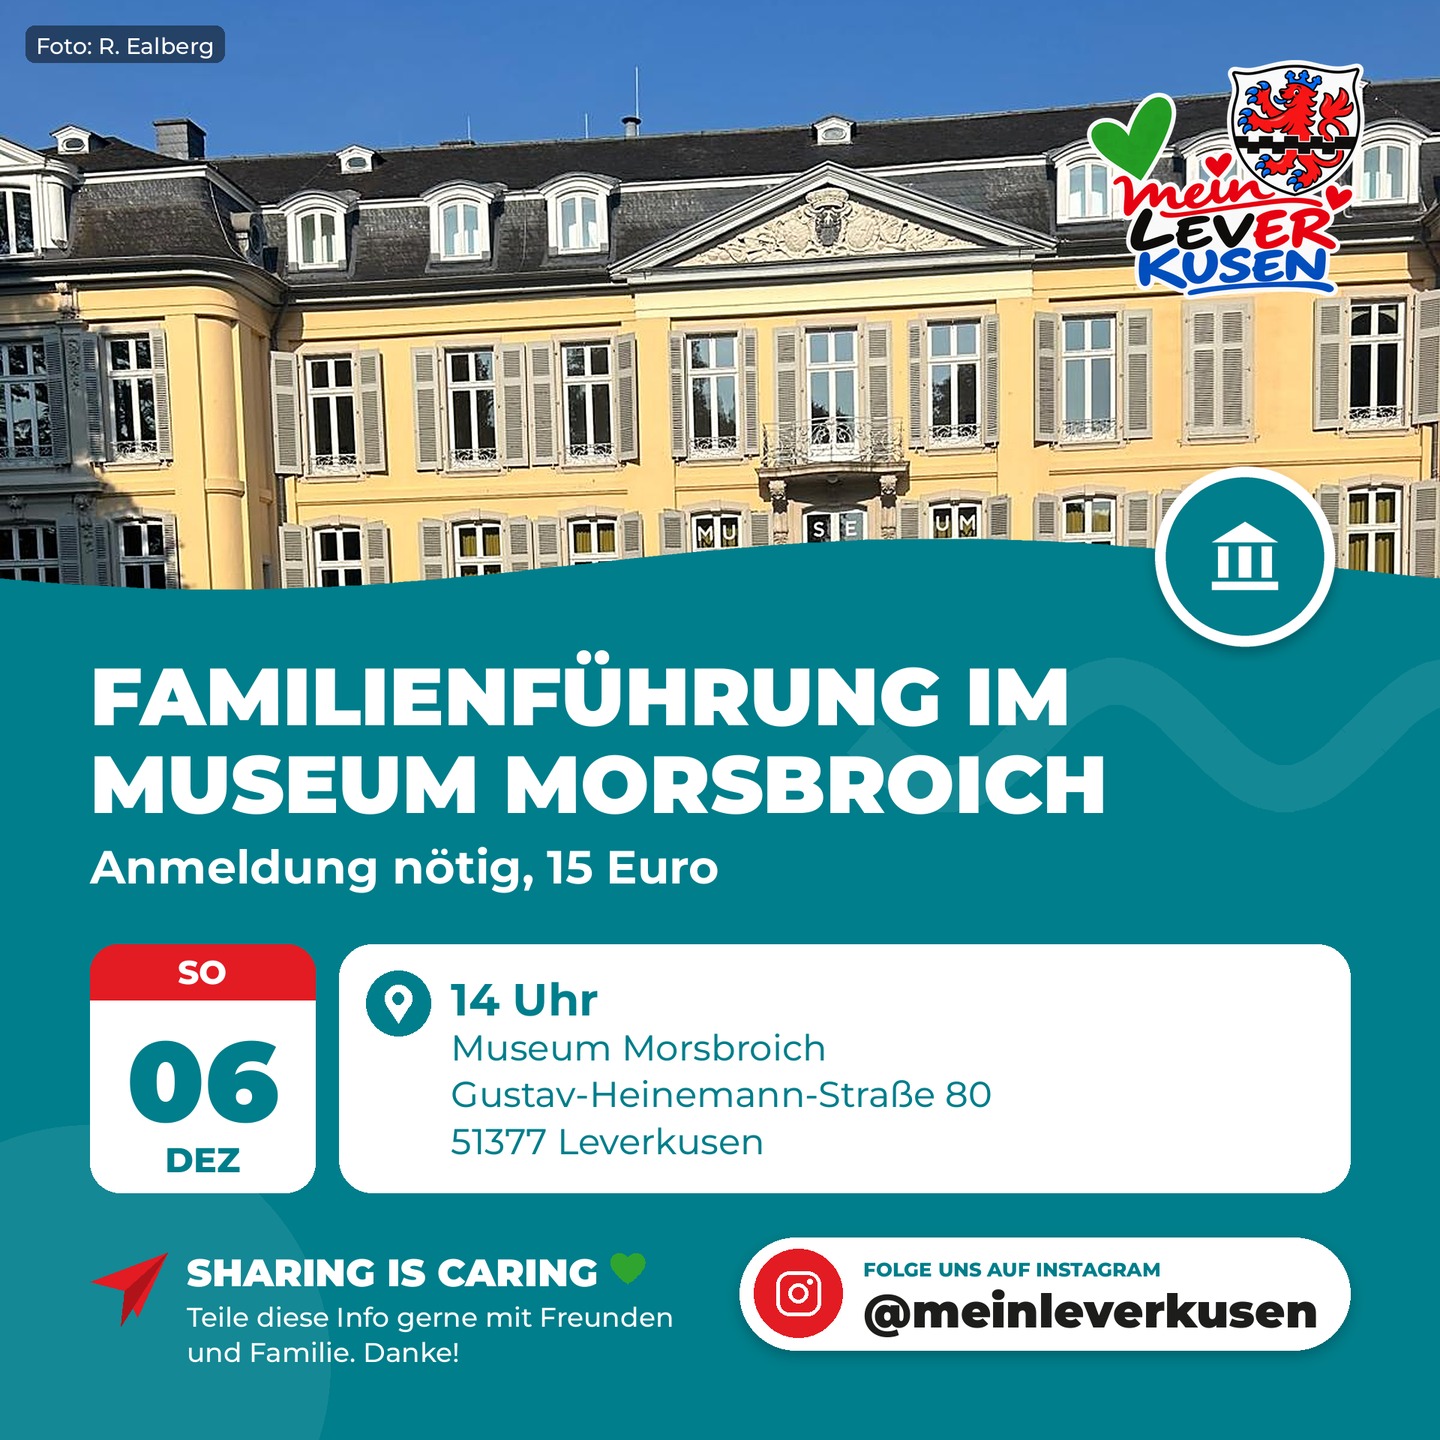 Foto: R. Ealberg
mein
LEVER
KUSEN
MU SE UM
FAMILIENFÜHRUNG IM
MUSEUM MORSBROICH
Anmeldung nötig, 15 Euro
SO
06
DEZ
14 Uhr
Museum Morsbroich
Gustav-Heinemann-Straße 80
51377 Leverkusen
SHARING IS CARING
Teile diese Info gerne mit Freunden
und Familie. Danke!
FOLGE UNS AUF INSTAGRAM
@meinleverkusen